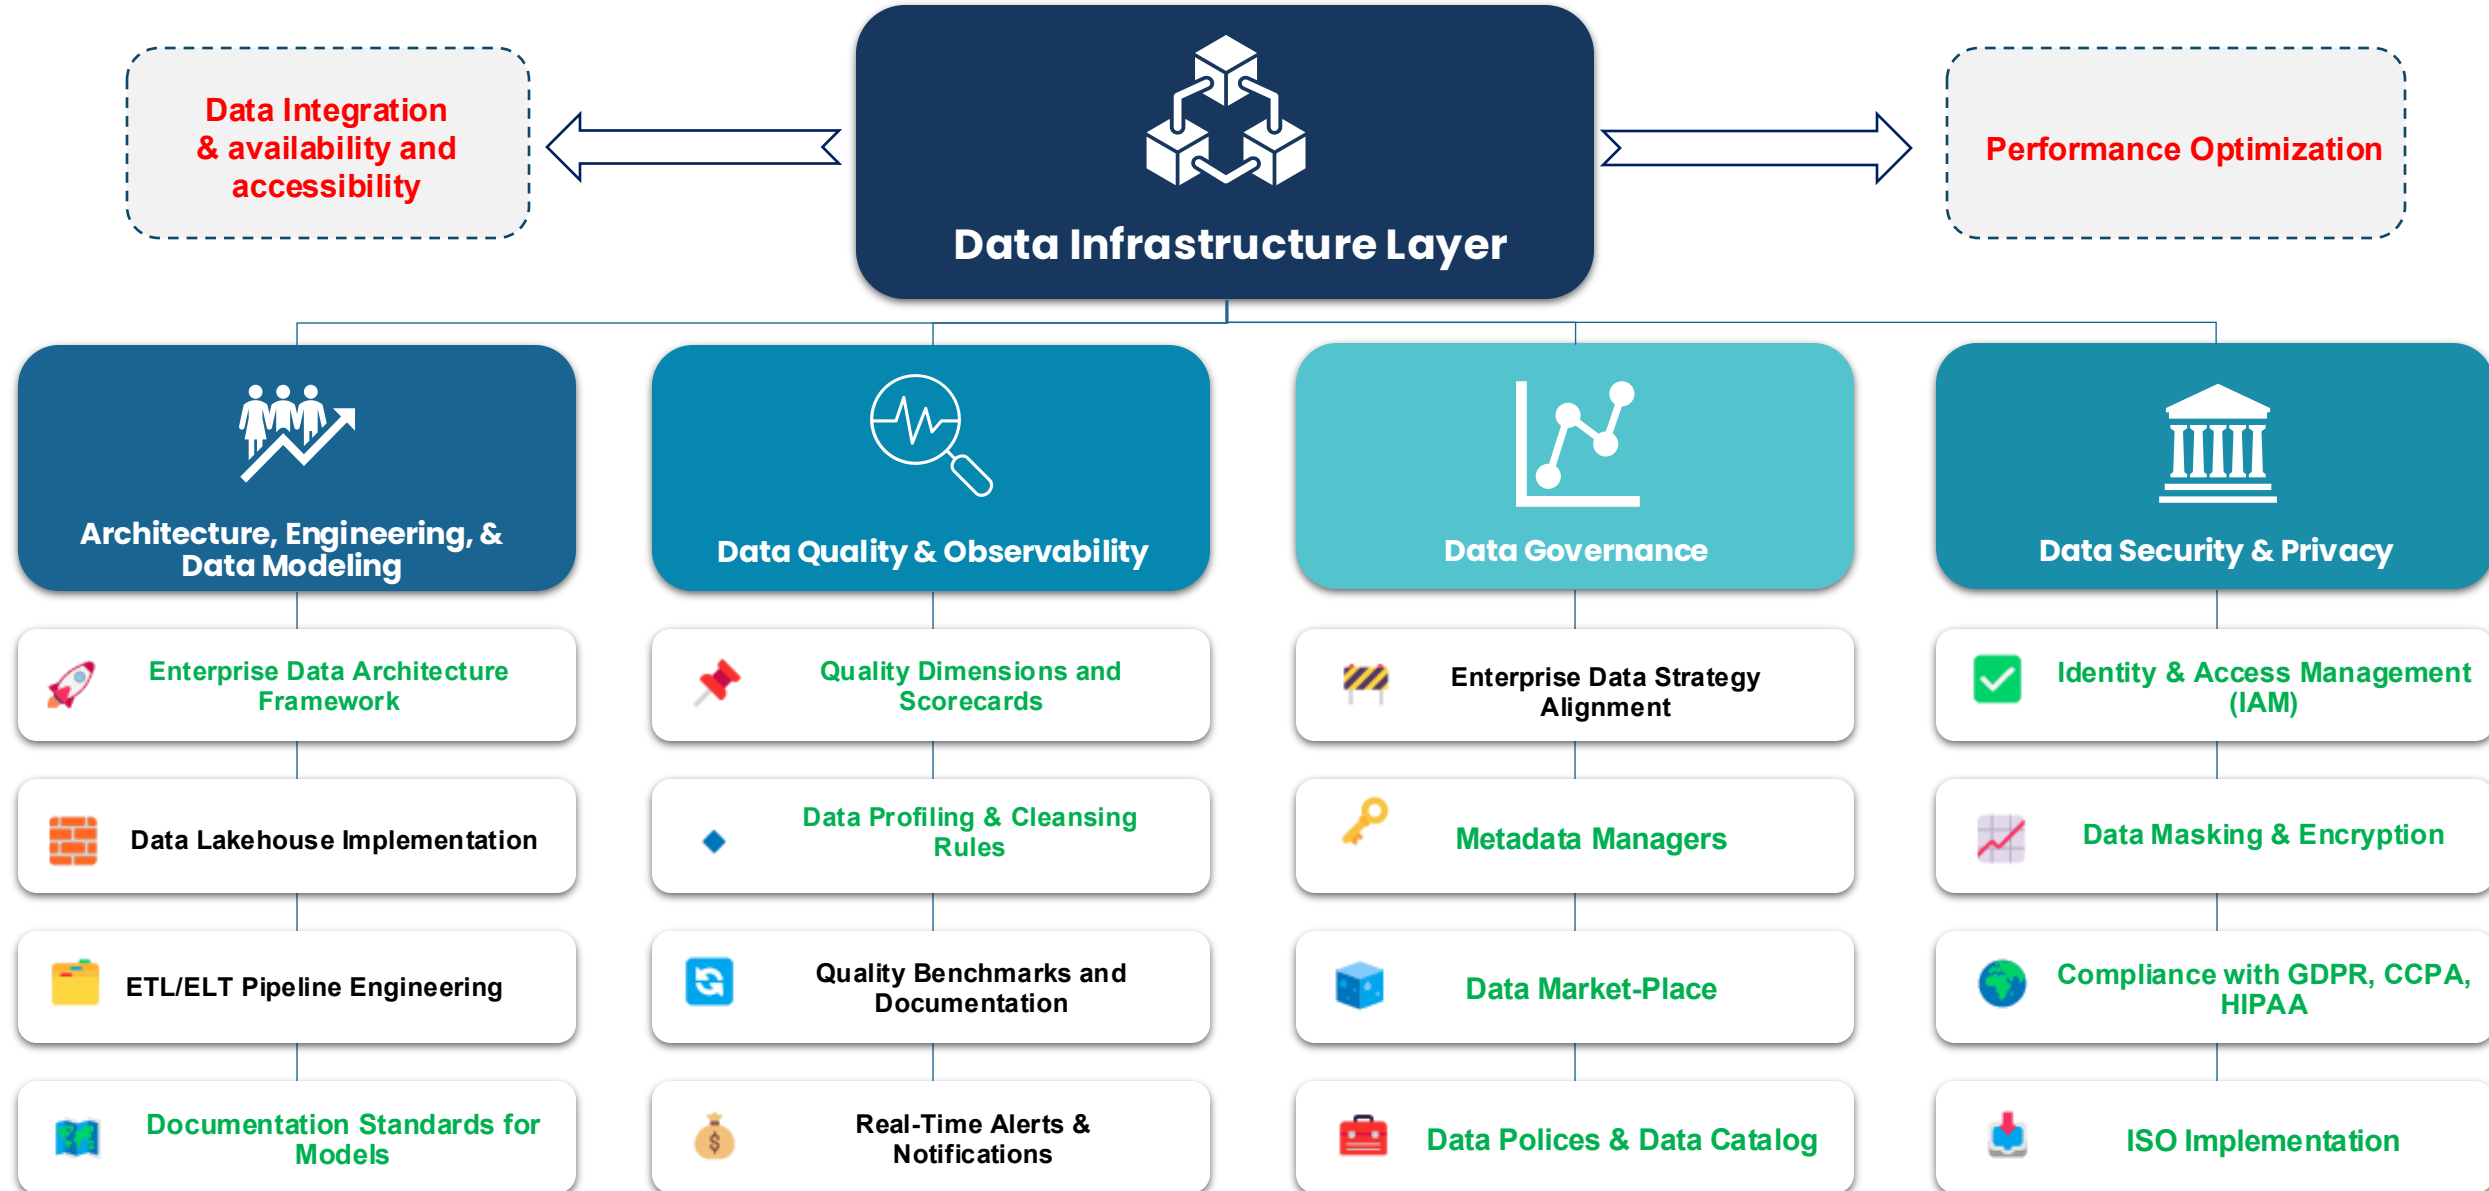 Data Integration
& availability and
accessibility
Data Infrastructure Layer
Performance Optimization
Architecture, Engineering, &
Data Modeling
Enterprise Data Architecture
Framework
Data Lakehouse Implementation
ETL/ELT Pipeline Engineering
Documentation Standards for
Models
Data Quality & Observability
Quality Dimensions and
Scorecards
Data Profiling & Cleansing
Rules
Quality Benchmarks and
Documentation
Real-Time Alerts &
Notifications
Data Governance
Enterprise Data Strategy
Alignment
Metadata Managers
Data Market-Place
Data Polices & Data Catalog
Data Security & Privacy
Identity & Access Management
(IAM)
Data Masking & Encryption
Compliance with GDPR, CCPA,
HIPAA
ISO Implementation